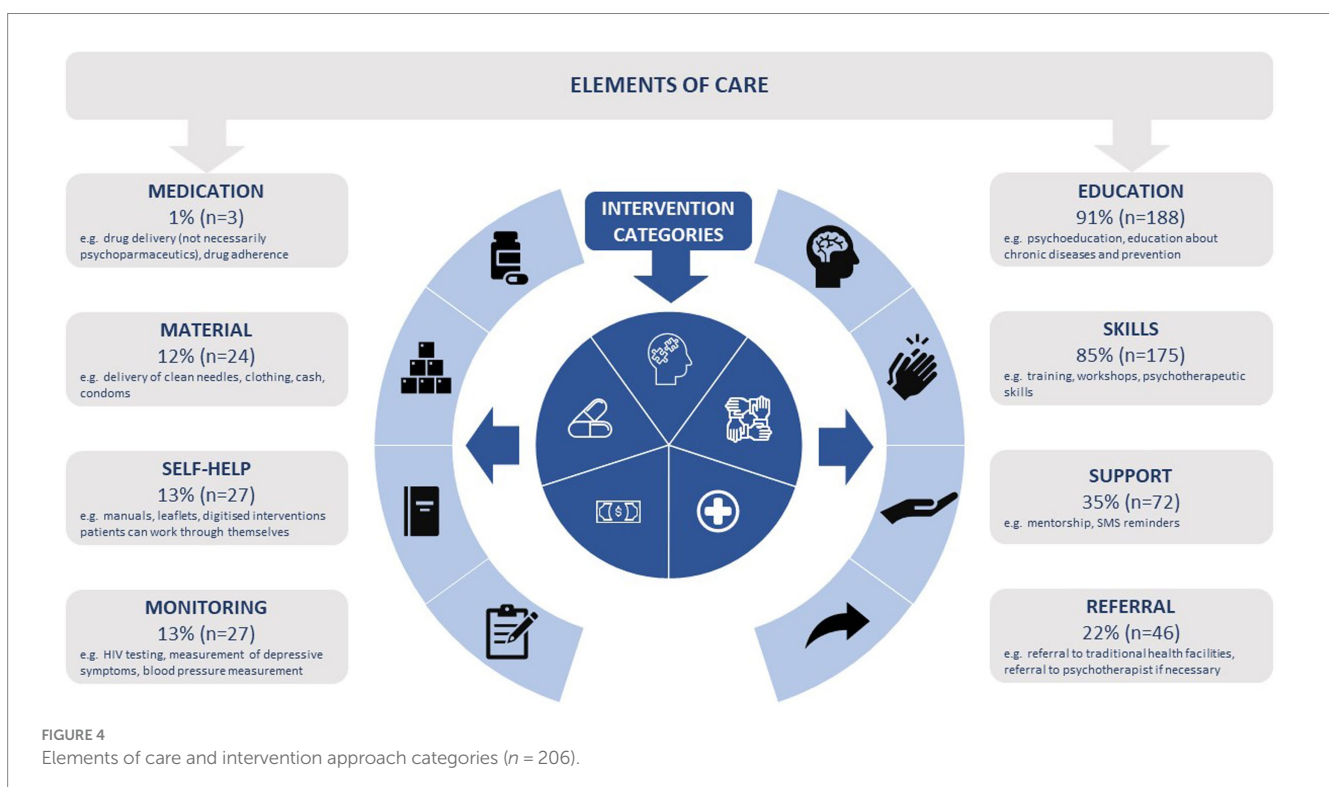 ELEMENTS OF CARE
MEDICATION
1% (n=3)
e.g. drug delivery (not necessarily
psychoparmaceutics), drug adherence
MATERIAL
12% (n=24)
e.g. delivery of clean needles, clothing, cash,
condoms
SELF-HELP
13% (n=27)
e.g. manuals, leaflets, digitised interventions
patients can work through themselves
MONITORING
13% (n=27)
e.g. HIV testing, measurement of depressive
symptoms, blood pressure measurement
INTERVENTION
CATEGORIES
$
EDUCATION
91% (n=188)
e.g. psychoeducation, education about
chronic diseases and prevention
SKILLS
85% (n=175)
e.g. training, workshops, psychotherapeutic
skills
SUPPORT
35% (n=72)
e.g. mentorship, SMS reminders
REFERRAL
22% (n=46)
e.g. referral to traditional health facilities,
referral to psychotherapist if necessary
FIGURE 4
Elements of care and intervention approach categories (n = 206).